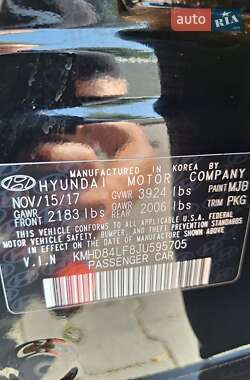 AUTO.RIA
MANUFACTURED IN KOREA BY
HYUNDAI MOTOR COMPANY
NOV/15/17 GVWR 3924 lbs PAINT MJB
GAWR FRONT 2183 lbs GAWR REAR 2006 lbs TRIM PKG
THIS VEHICLE CONFORMS TO ALL APPLICABLE U.S.A. FEDERAL
MOTOR VEHICLE SAFETY, BUMPER, AND THEFT PREVENTION
STANDARDS IN EFFECT ON THE DATE OF MANUFACTURE
SHOWN ABOVE.
V.I.N KMHD84LF8JU595705
PASSENGER CAR